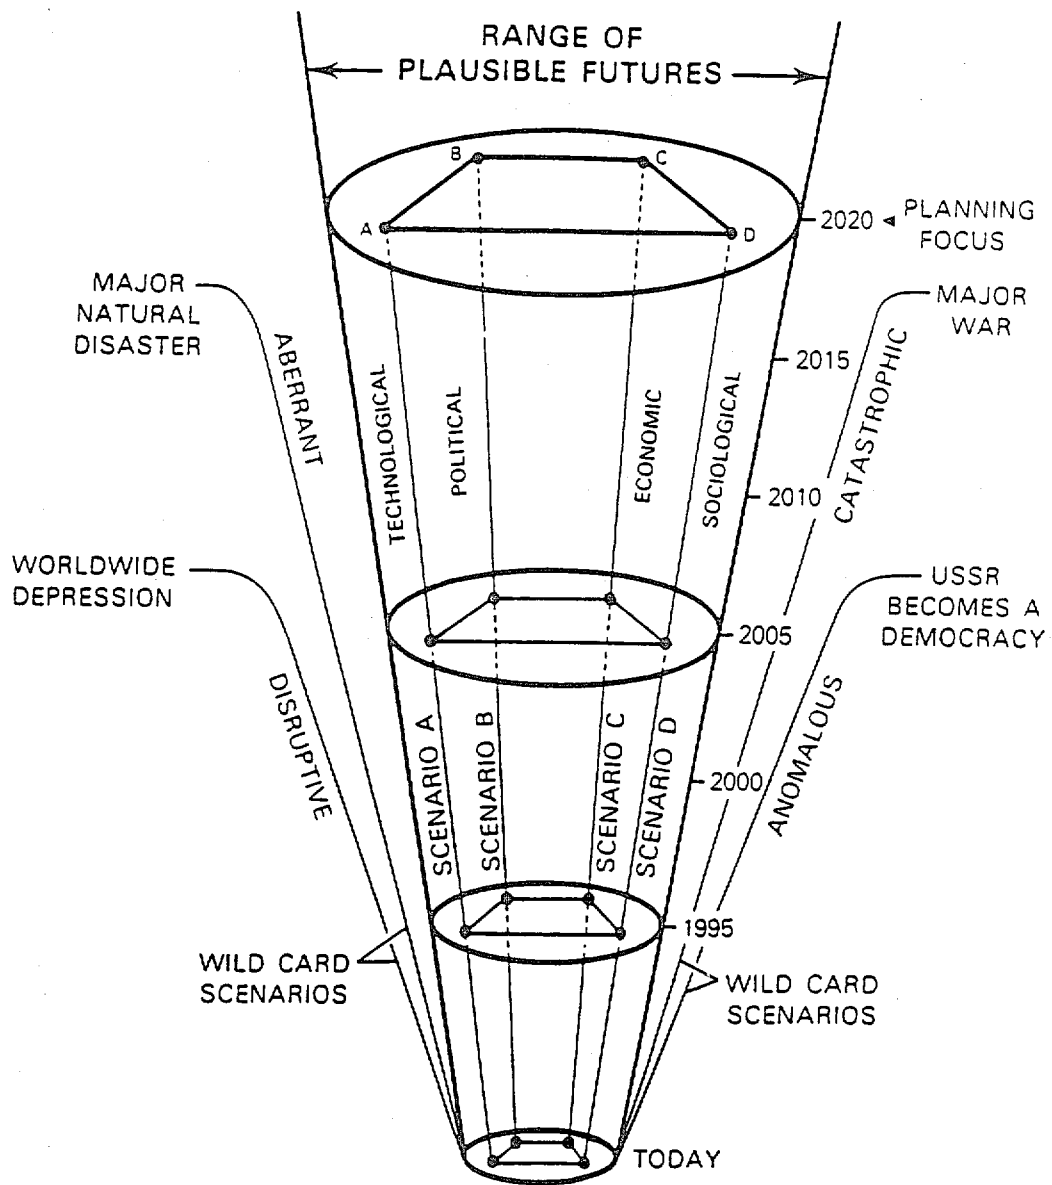 RANGE OF
PLAUSIBLE FUTURES
B
C
A
D
2020
PLANNING
FOCUS
MAJOR
NATURAL
DISASTER
MAJOR
WAR
ABERRANT
2015
CATASTROPHIC
TECHNOLOGICAL
POLITICAL
ECONOMIC
SOCIOLOGICAL
2010
WORLDWIDE
DEPRESSION
USSR
BECOMES A
DEMOCRACY
2005
DISRUPTIVE
SCENARIO A
SCENARIO B
SCENARIO C
SCENARIO D
ANOMALOUS
2000
1995
WILD CARD
SCENARIOS
WILD CARD
SCENARIOS
TODAY